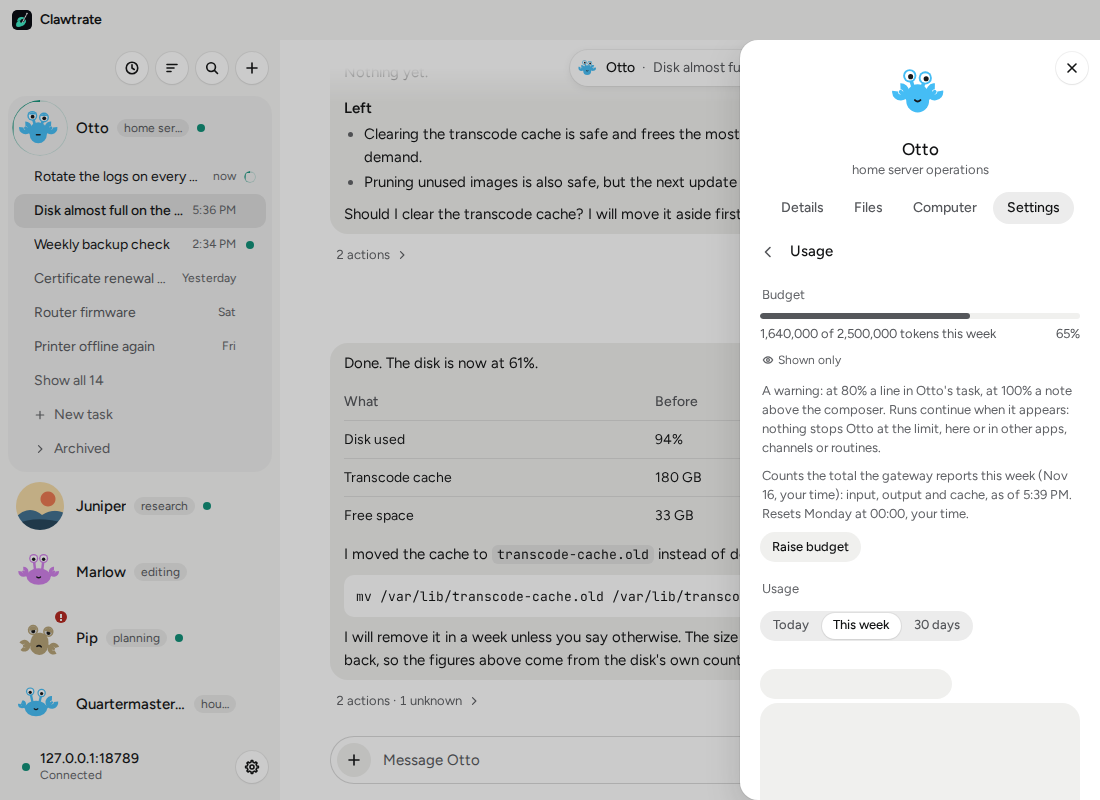 Clawtrate
Otto
home ser…
Rotate the logs on every …
now
Disk almost full on the …
5:36 PM
Weekly backup check
2:34 PM
Certificate renewal …
Yesterday
Router firmware
Sat
Printer offline again
Fri
Show all 14
New task
Archived
Juniper
research
Marlow
editing
Pip
planning
Quartermaster…
hou…
127.0.0.1:18789
Connected
Otto · Disk almost fu
Nothing yet.
Left
Clearing the transcode cache is safe and frees the most
demand.
Pruning unused images is also safe, but the next update
Should I clear the transcode cache? I will move it aside first
2 actions
Done. The disk is now at 61%.
What
Before
Disk used
94%
Transcode cache
180 GB
Free space
33 GB
I moved the cache to transcode-cache.old instead of d
mv /var/lib/transcode-cache.old /var/lib/transco
I will remove it in a week unless you say otherwise. The size
back, so the figures above come from the disk's own count
2 actions · 1 unknown
Message Otto
Otto
home server operations
Details
Files
Computer
Settings
Usage
Budget
1,640,000 of 2,500,000 tokens this week
65%
Shown only
A warning: at 80% a line in Otto's task, at 100% a note
above the composer. Runs continue when it appears:
nothing stops Otto at the limit, here or in other apps,
channels or routines.
Counts the total the gateway reports this week (Nov
16, your time): input, output and cache, as of 5:39 PM.
Resets Monday at 00:00, your time.
Raise budget
Usage
Today
This week
30 days